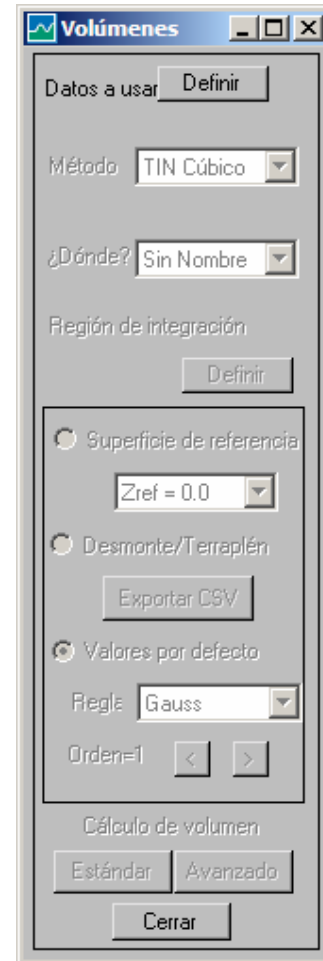 Volúmenes
Datos a usar Definir
Método TIN Cúbico
¿Dónde? Sin Nombre
Región de integración
Definir
Superficie de referencia
Zref = 0.0
Desmonte/Terraplén
Exportar CSV
Valores por defecto
Regla Gauss
Orden=1 < >
Cálculo de volumen
Estándar Avanzado
Cerrar